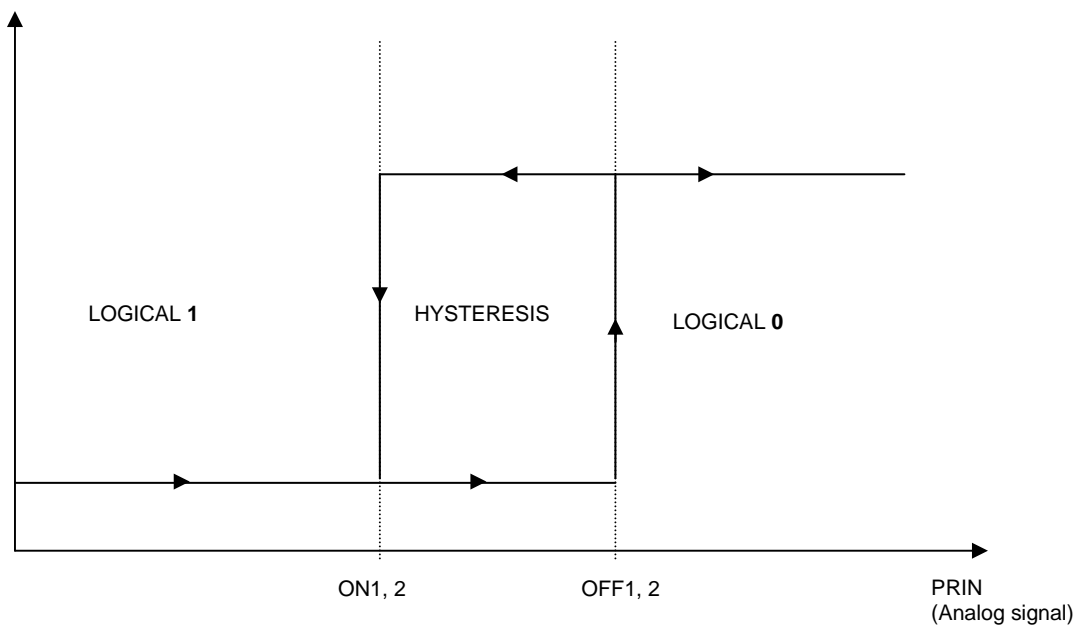 LOGICAL 1
HYSTERESIS
LOGICAL 0
ON1, 2
OFF1, 2
PRIN
(Analog signal)